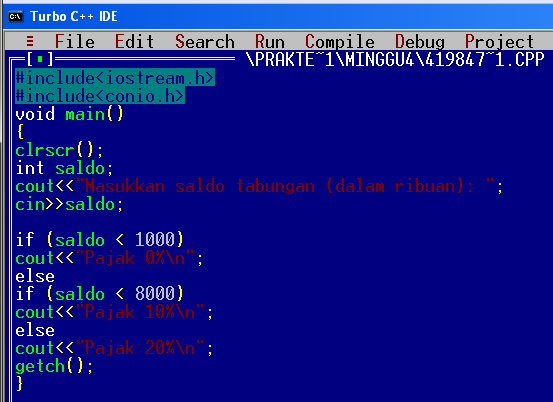 Turbo C++ IDE
≡ File Edit Search Run Compile Debug Project
[■] \PRAKTE~1\MINGGU4\419847~1.CPP
#include<iostream.h>
#include<conio.h>
void main()
{
clrscr();
int saldo;
cout<<"Masukkan saldo tabungan (dalam ribuan): ";
cin>>saldo;
if (saldo < 1000)
cout<<"Pajak 0%\n";
else
if (saldo < 8000)
cout<<"Pajak 10%\n";
else
cout<<"Pajak 20%\n";
getch();
}